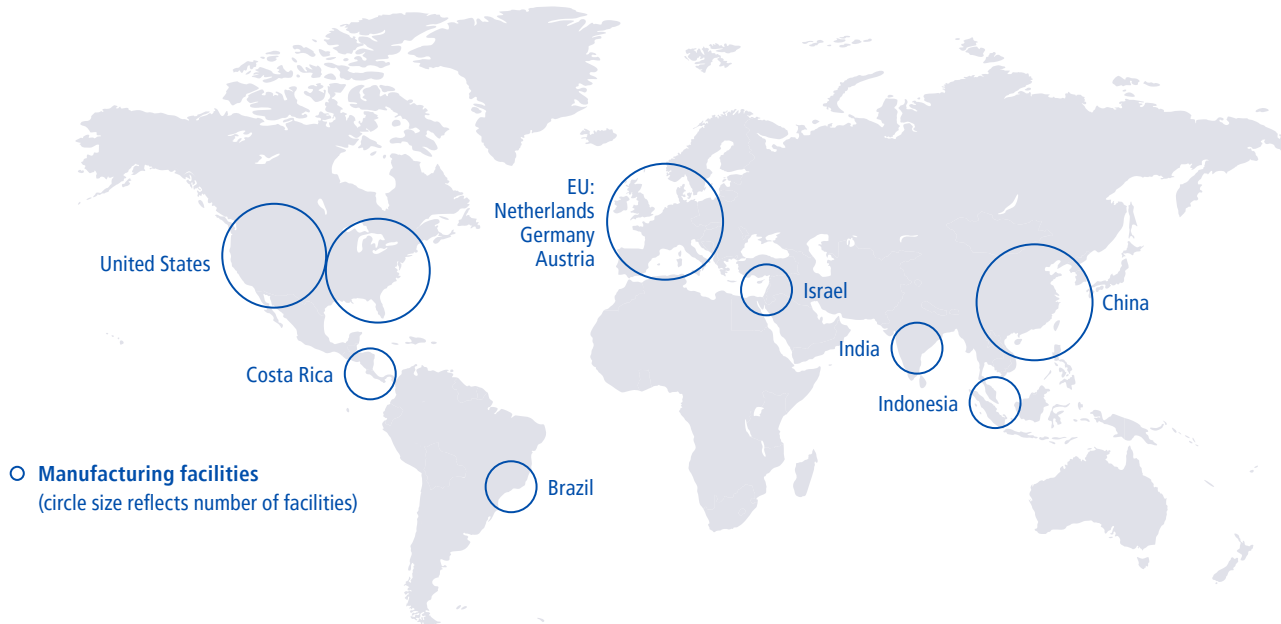 EU:
Netherlands
Germany
Austria
United States
Israel
China
India
Costa Rica
Indonesia
Manufacturing facilities
(circle size reflects number of facilities)
Brazil